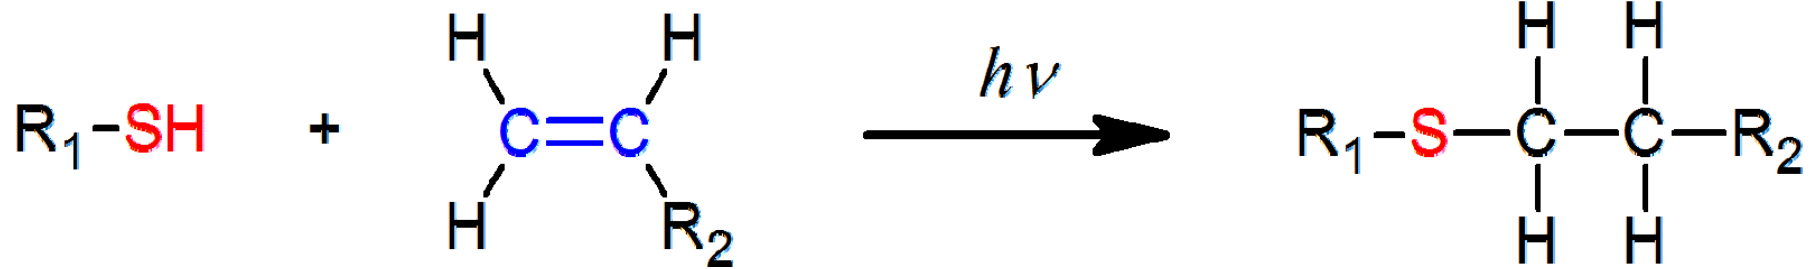 H H hν H H
R₁–SH + C=C → R₁–S–C–C–R₂
H R₂ H H